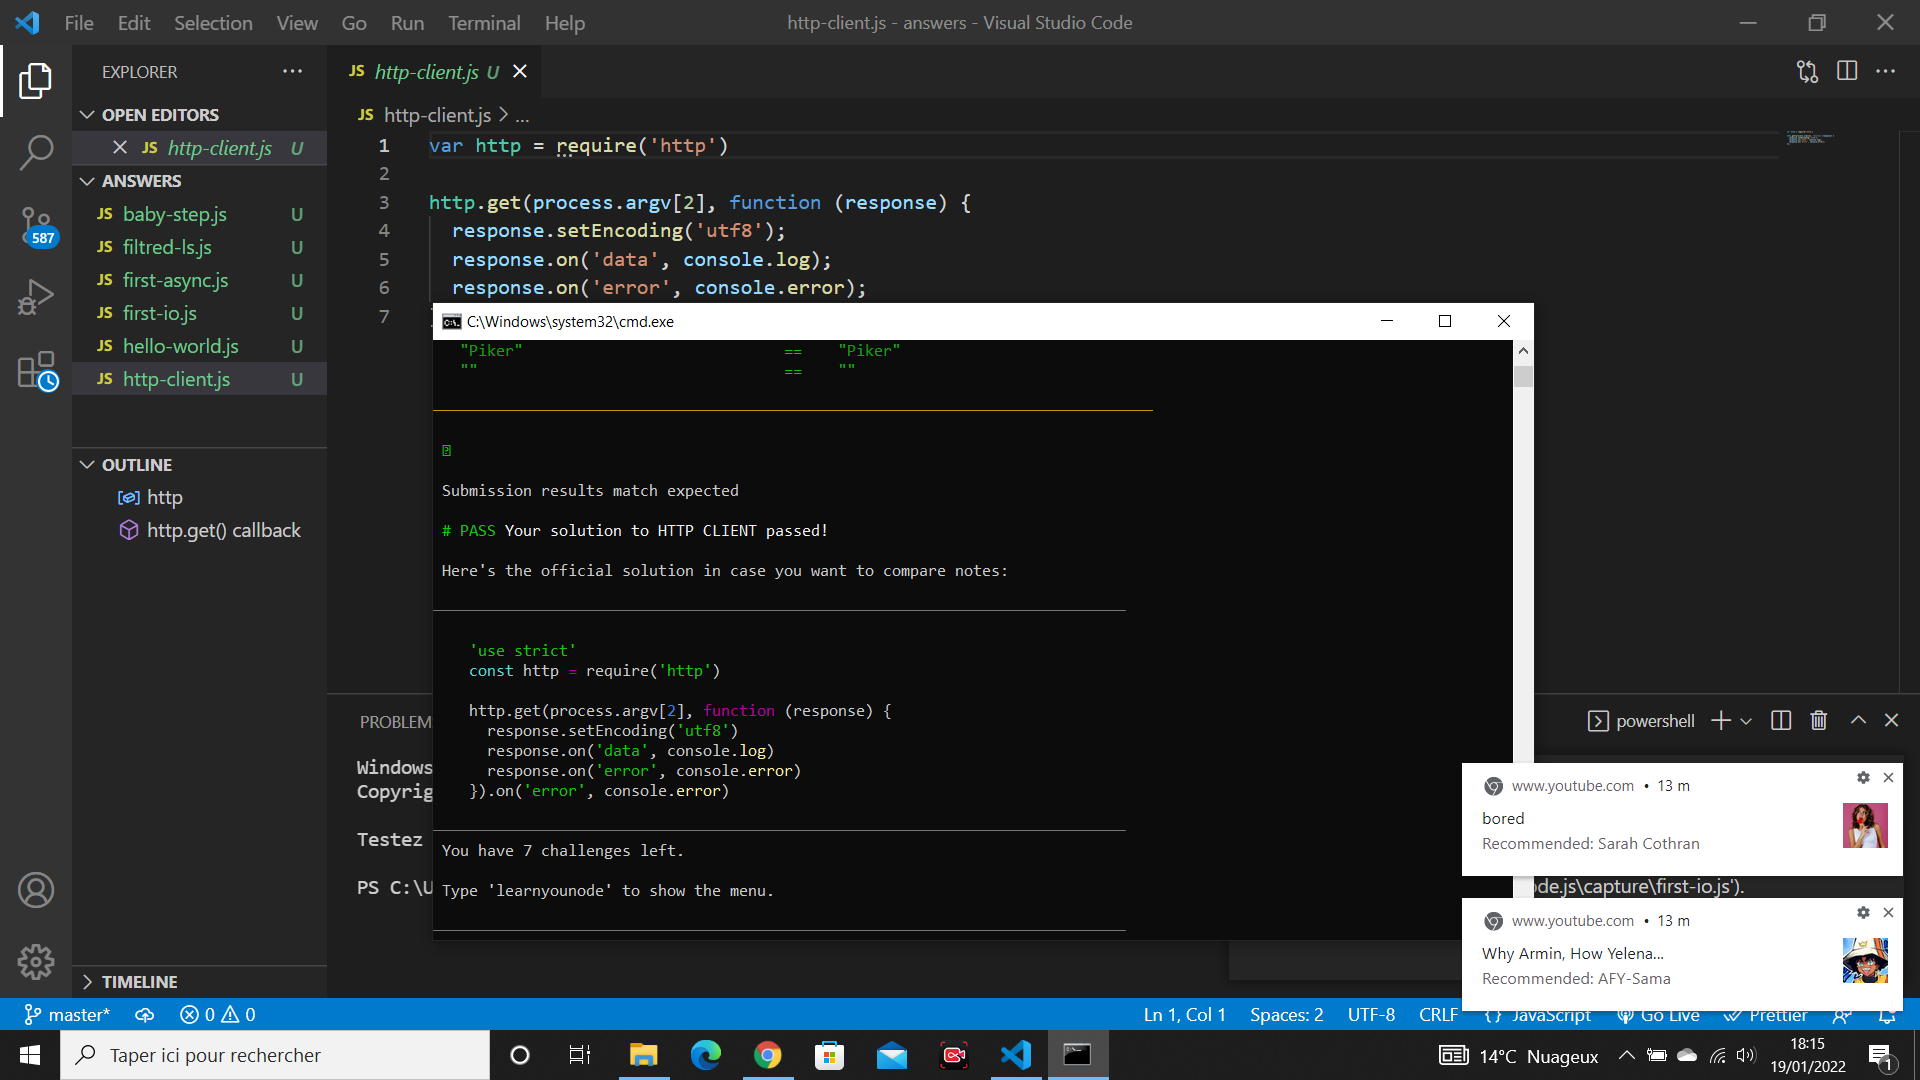 File Edit Selection View Go Run Terminal Help
http-client.js - answers - Visual Studio Code
EXPLORER
OPEN EDITORS
JS http-client.js U
ANSWERS
JS baby-step.js U
JS filtred-ls.js U
JS first-async.js U
JS first-io.js U
JS hello-world.js U
JS http-client.js U
OUTLINE
http
http.get() callback
TIMELINE
587
JS http-client.js U
JS http-client.js > ...
1 var http = require('http')
2
3 http.get(process.argv[2], function (response) {
4 response.setEncoding('utf8');
5 response.on('data', console.log);
6 response.on('error', console.error);
7
C:\Windows\system32\cmd.exe
"Piker" == "Piker"
"" == ""
Submission results match expected
# PASS Your solution to HTTP CLIENT passed!
Here's the official solution in case you want to compare notes:
'use strict'
const http = require('http')
http.get(process.argv[2], function (response) {
response.setEncoding('utf8')
response.on('data', console.log)
response.on('error', console.error)
}).on('error', console.error)
You have 7 challenges left.
Type 'learnyounode' to show the menu.
PROBLEM
powershell
Windows
Copyrig
Testez
PS C:\U
ode.js\capture\first-io.js').
www.youtube.com • 13 m
bored
Recommended: Sarah Cothran
www.youtube.com • 13 m
Why Armin, How Yelena...
Recommended: AFY-Sama
master* 0 0
Ln 1, Col 1 Spaces: 2 UTF-8 CRLF {} JavaScript Go Live Prettier
Taper ici pour rechercher
14°C Nuageux
18:15
19/01/2022
1